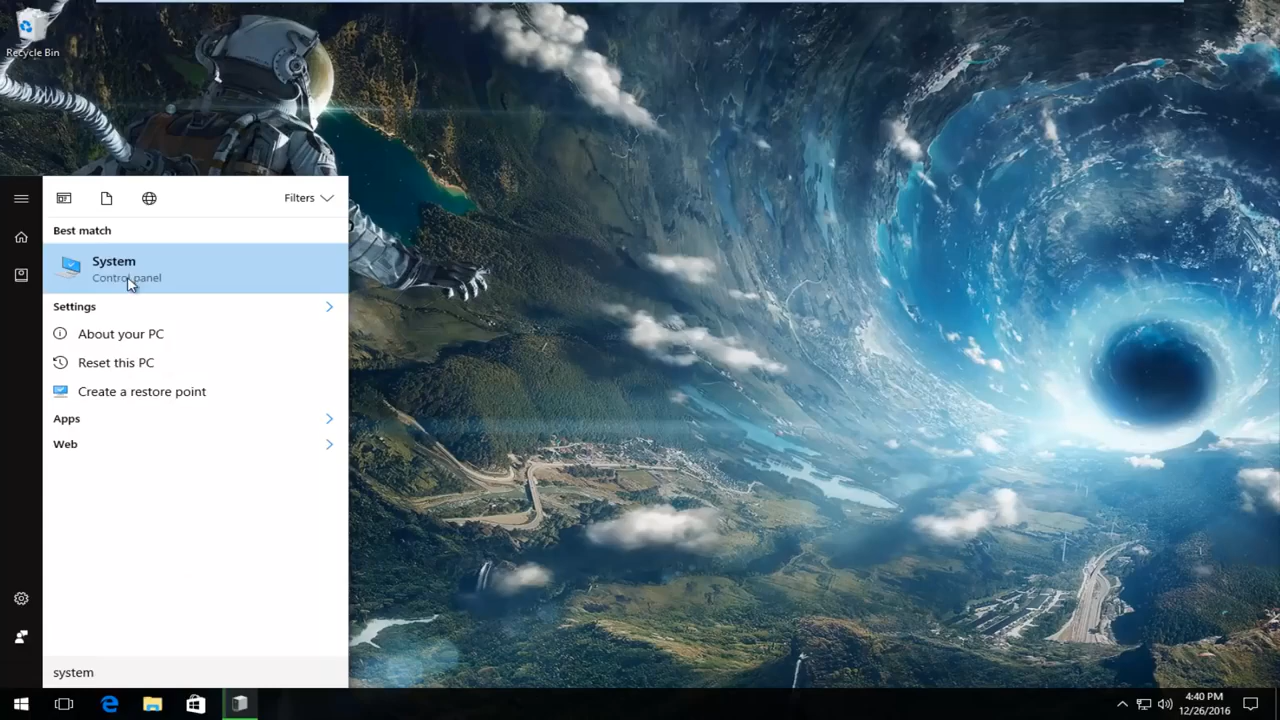 Recycle Bin
Filters
Best match
System
Control panel
Settings
About your PC
Reset this PC
Create a restore point
Apps
Web
system
4:40 PM
12/26/2016